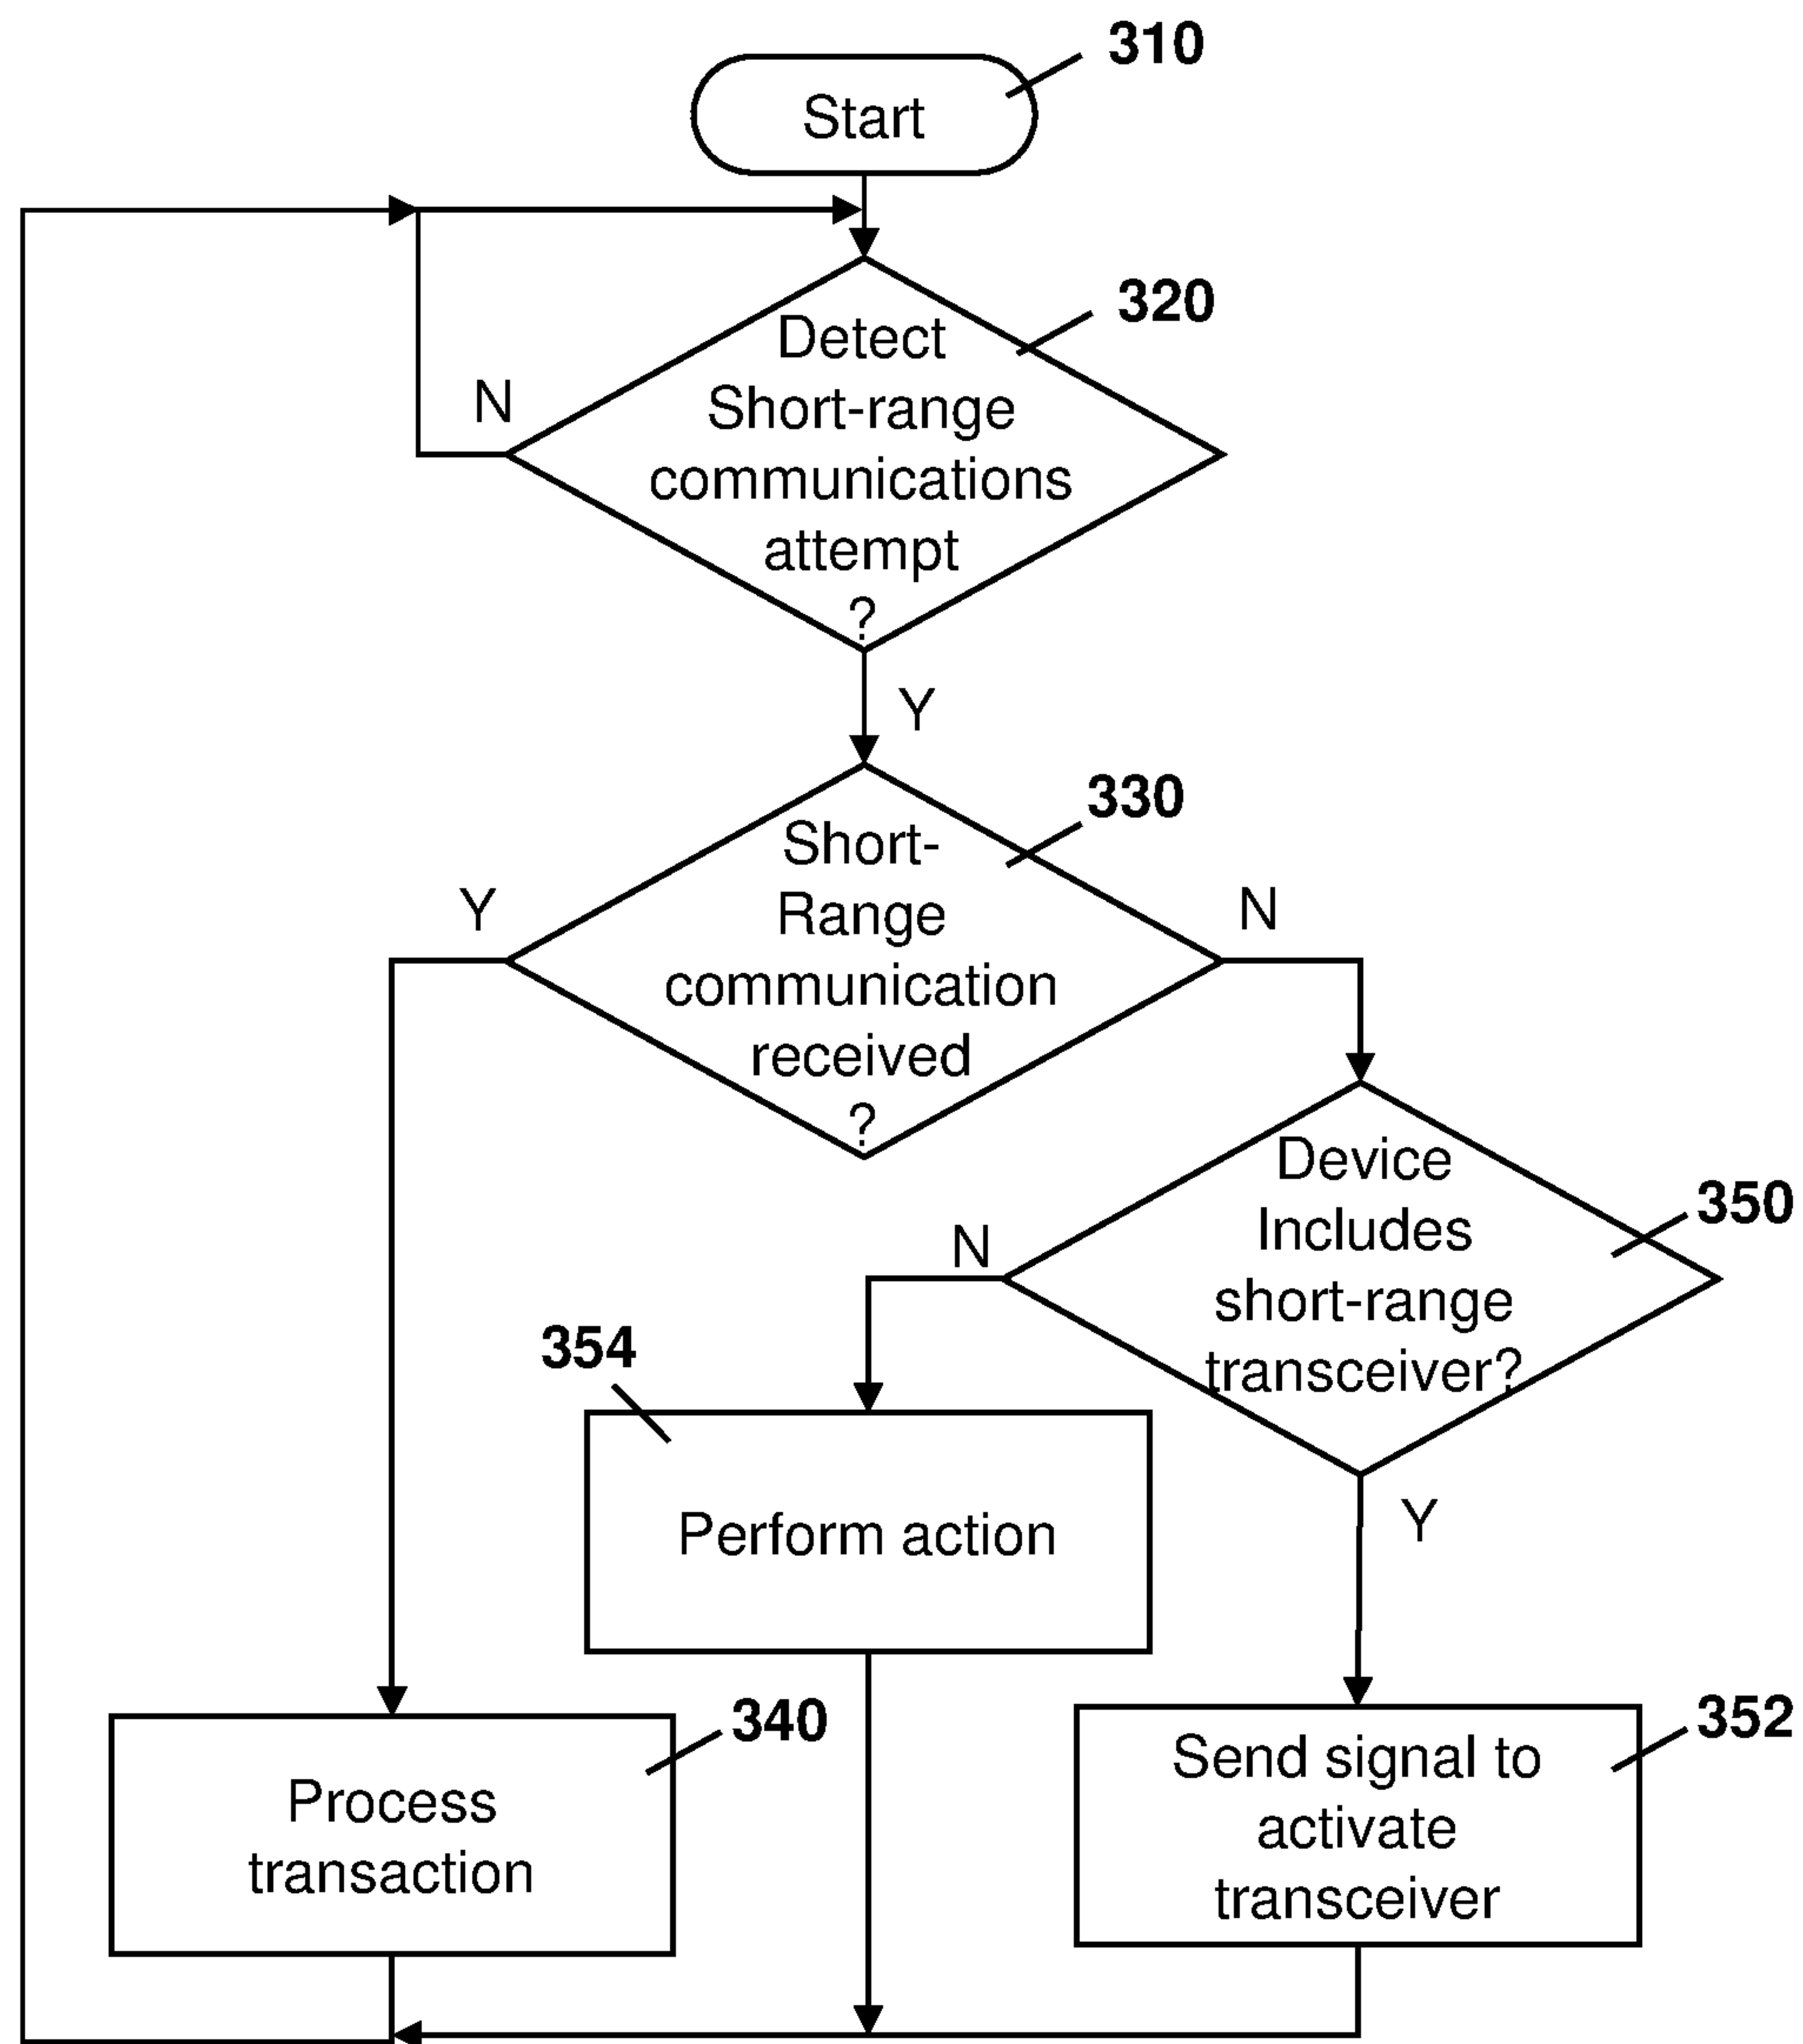 310
Start
320
Detect
Short-range
communications
attempt
?
N
Y
330
Short-
Range
communication
received
?
Y
N
350
Device
Includes
short-range
transceiver?
N
Y
354
Perform action
340
Process
transaction
352
Send signal to
activate
transceiver